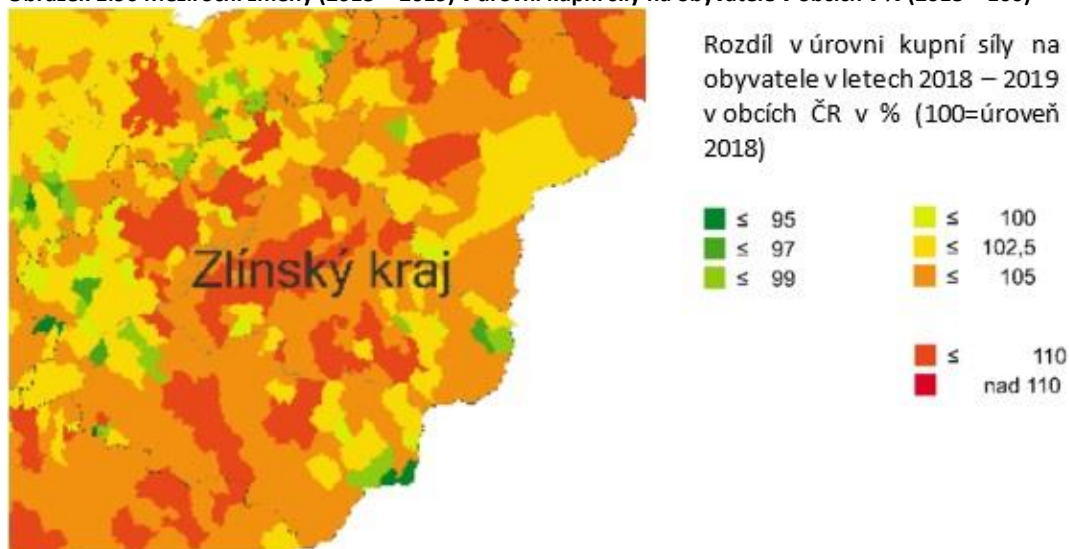 Rozdíl v úrovni kupní síly na
obyvatele v letech 2018 – 2019
v obcích ČR v % (100=úroveň
2018)
Zlínský kraj
≤ 95
≤ 97
≤ 99
≤ 100
≤ 102,5
≤ 105
≤ 110
nad 110